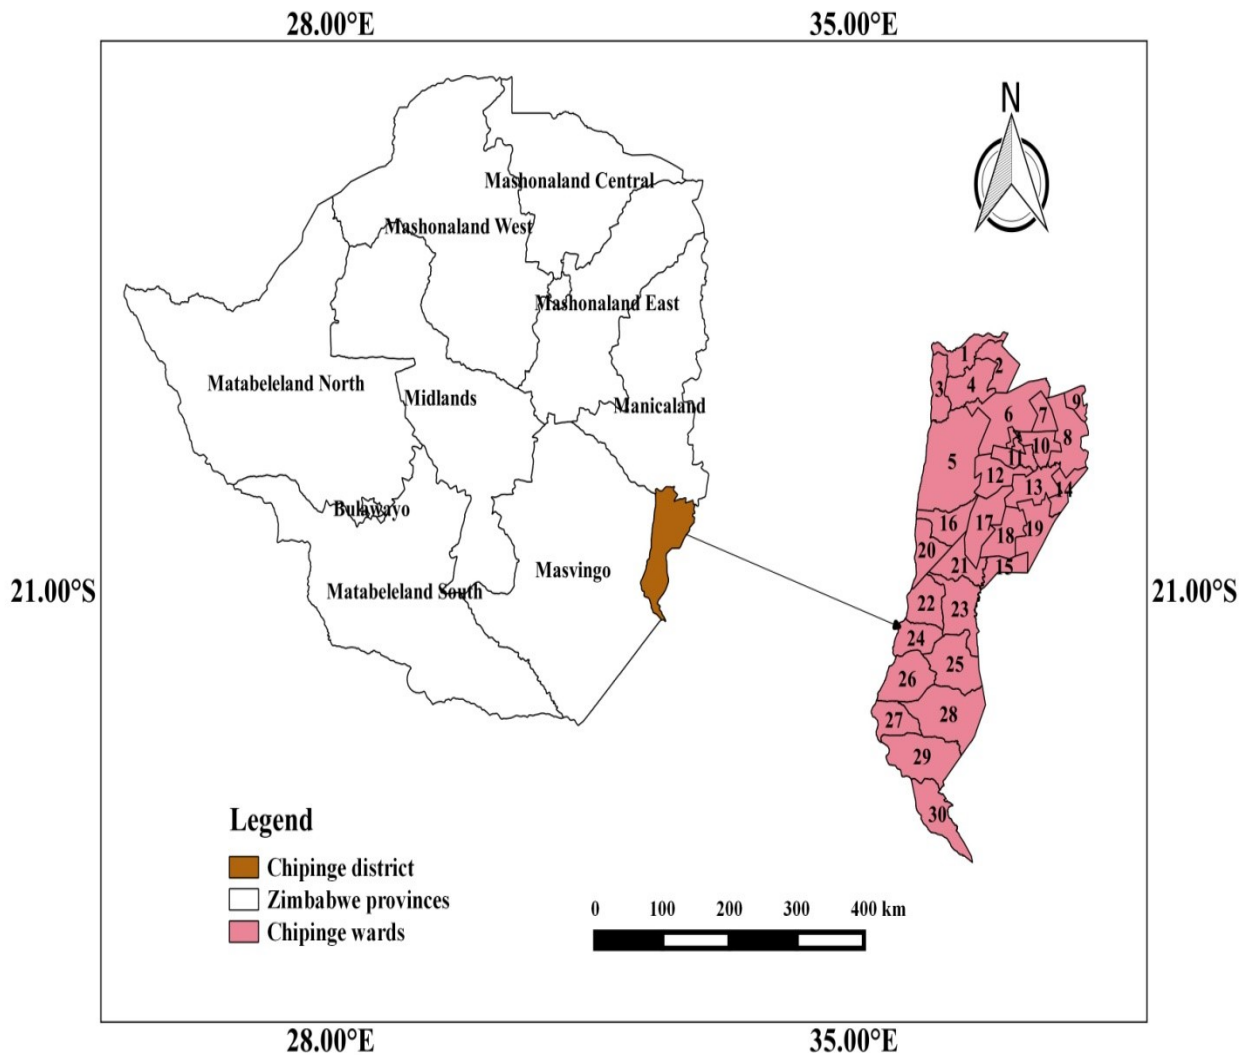 28.00°E 35.00°E
N
Mashonaland Central
Mashonaland West
Mashonaland East
Matabeleland North
Midlands
Manicaland
Bulawayo
Masvingo
Matabeleland South
21.00°S 21.00°S
1
2
3
4
5
6
7
8
9
10
11
12
13
14
16
17
18
19
20
21
15
22
23
24
25
26
27
28
29
30
Legend
Chipinge district
Zimbabwe provinces
Chipinge wards
0 100 200 300 400 km
28.00°E 35.00°E